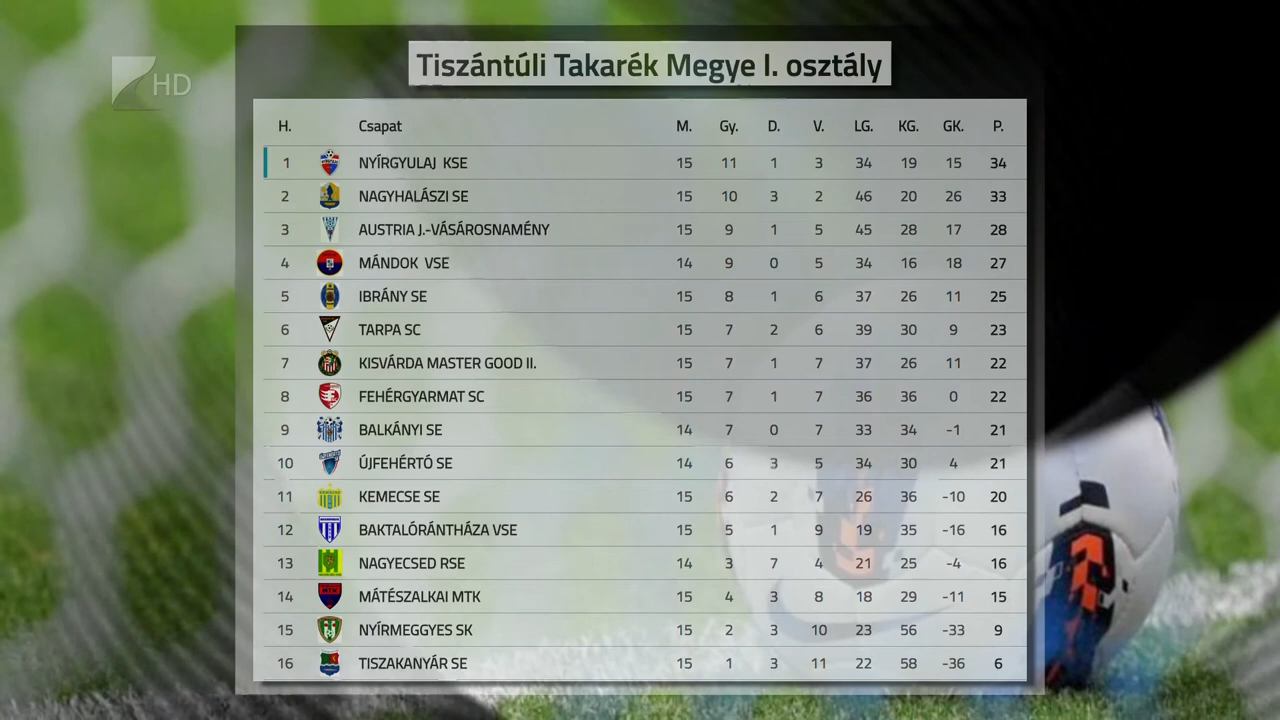 HD
Tiszántúli Takarék Megye I. osztály
H. Csapat M. Gy. D. V. LG. KG. GK. P.
1 NYÍRGYULAJ KSE 15 11 1 3 34 19 15 34
2 NAGYHALÁSZI SE 15 10 3 2 46 20 26 33
3 AUSTRIA J.-VÁSÁROSNAMÉNY 15 9 1 5 45 28 17 28
4 MÁNDOK VSE 14 9 0 5 34 16 18 27
5 IBRÁNY SE 15 8 1 6 37 26 11 25
6 TARPA SC 15 7 2 6 39 30 9 23
7 KISVÁRDA MASTER GOOD II. 15 7 1 7 37 26 11 22
8 FEHÉRGYARMAT SC 15 7 1 7 36 36 0 22
9 BALKÁNYI SE 14 7 0 7 33 34 -1 21
10 ÚJFEHÉRTÓ SE 14 6 3 5 34 30 4 21
11 KEMECSE SE 15 6 2 7 26 36 -10 20
12 BAKTALÓRÁNTHÁZA VSE 15 5 1 9 19 35 -16 16
13 NAGYECSED RSE 14 3 7 4 21 25 -4 16
14 MÁTÉSZALKAI MTK 15 4 3 8 18 29 -11 15
15 NYÍRMEGGYES SK 15 2 3 10 23 56 -33 9
16 TISZAKANYÁR SE 15 1 3 11 22 58 -36 6